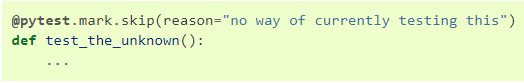 @pytest.mark.skip(reason="no way of currently testing this")
def test_the_unknown():
    ...